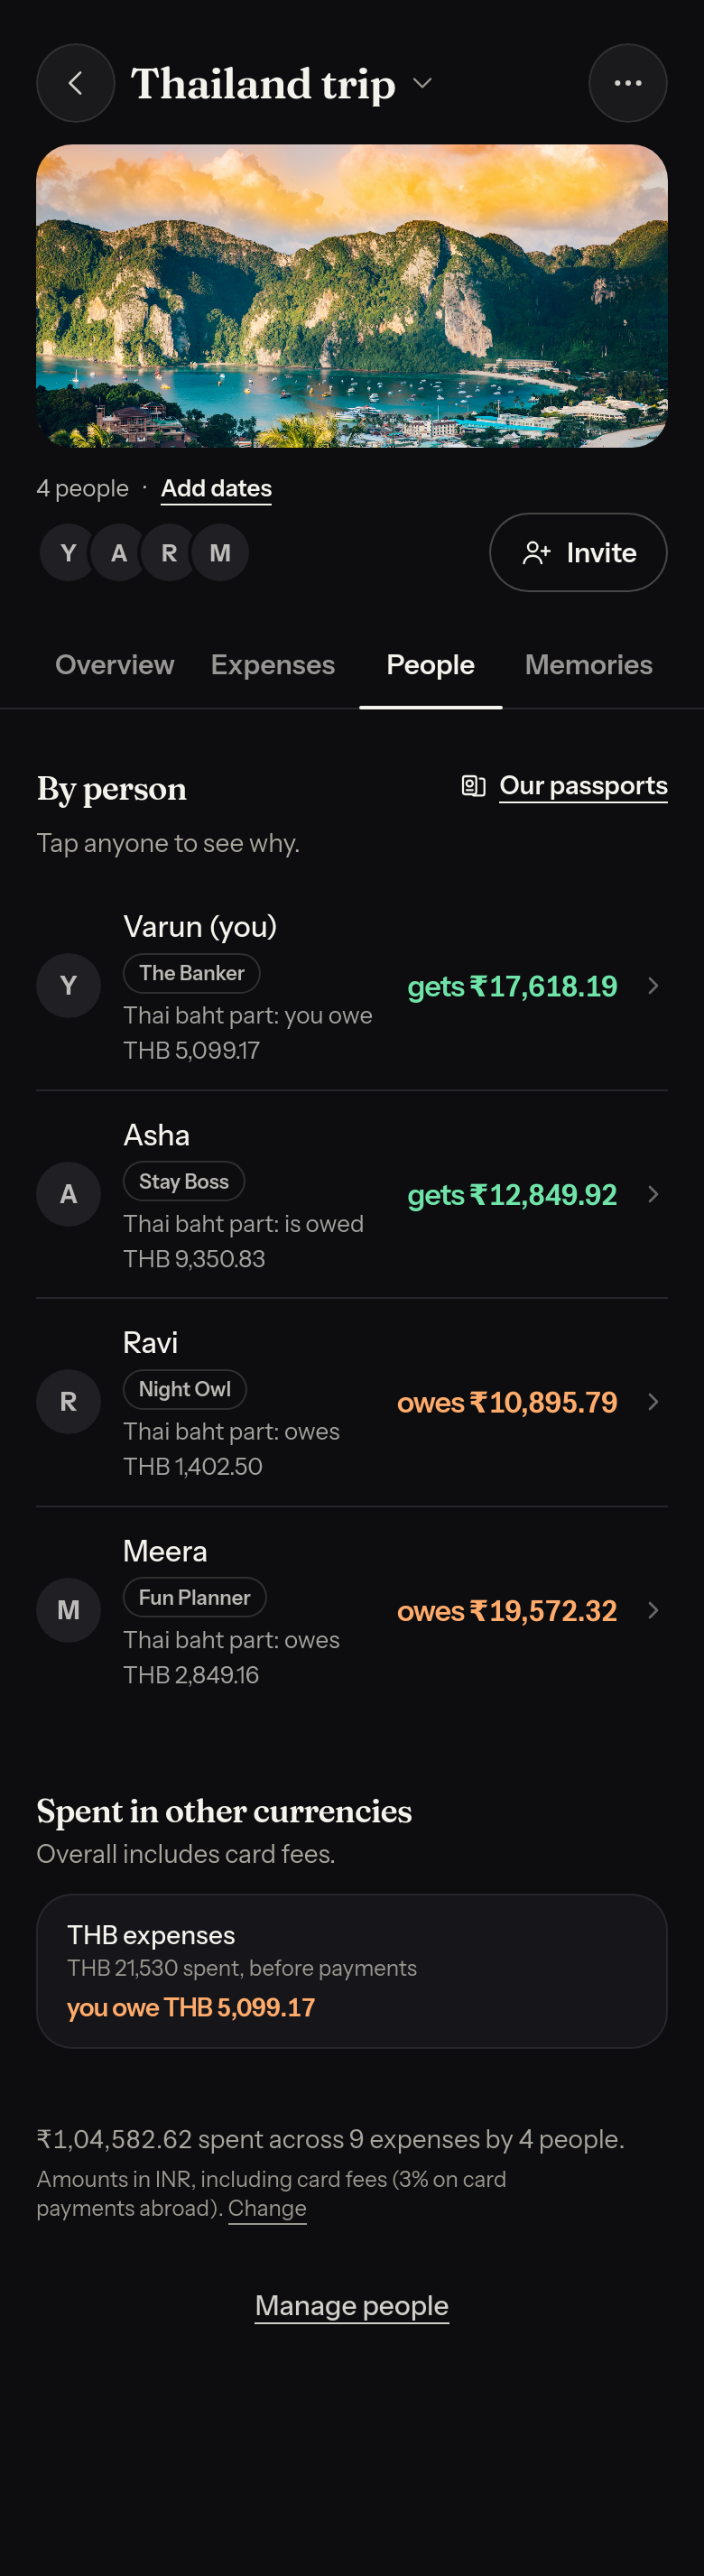 Thailand trip
4 people · Add dates
Y A R M
Invite
Overview Expenses People Memories
By person
Our passports
Tap anyone to see why.
Varun (you)
Y
The Banker
gets ₹17,618.19
Thai baht part: you owe
THB 5,099.17
Asha
A
Stay Boss
gets ₹12,849.92
Thai baht part: is owed
THB 9,350.83
Ravi
R
Night Owl
owes ₹10,895.79
Thai baht part: owes
THB 1,402.50
Meera
M
Fun Planner
owes ₹19,572.32
Thai baht part: owes
THB 2,849.16
Spent in other currencies
Overall includes card fees.
THB expenses
THB 21,530 spent, before payments
you owe THB 5,099.17
₹1,04,582.62 spent across 9 expenses by 4 people.
Amounts in INR, including card fees (3% on card
payments abroad). Change
Manage people